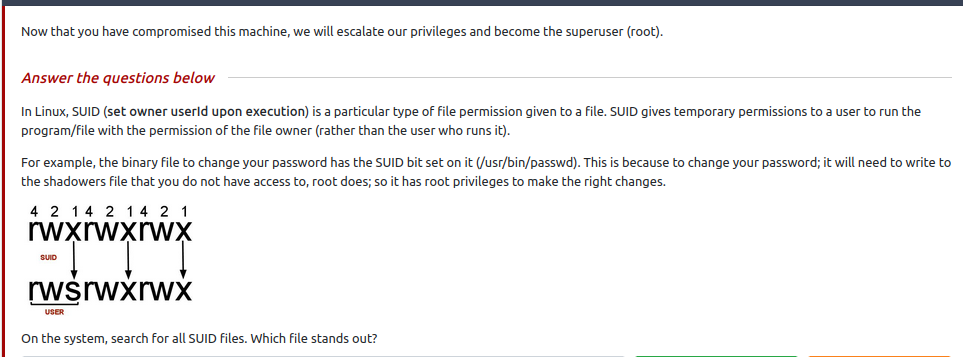 Now that you have compromised this machine, we will escalate our privileges and become the superuser (root).
Answer the questions below
In Linux, SUID (set owner userId upon execution) is a particular type of file permission given to a file. SUID gives temporary permissions to a user to run the
program/file with the permission of the file owner (rather than the user who runs it).
For example, the binary file to change your password has the SUID bit set on it (/usr/bin/passwd). This is because to change your password; it will need to write to
the shadowers file that you do not have access to, root does; so it has root privileges to make the right changes.
4 2 1 4 2 1 4 2 1
rwxrwxrwx
SUID
rwsrwxrwx
USER
On the system, search for all SUID files. Which file stands out?